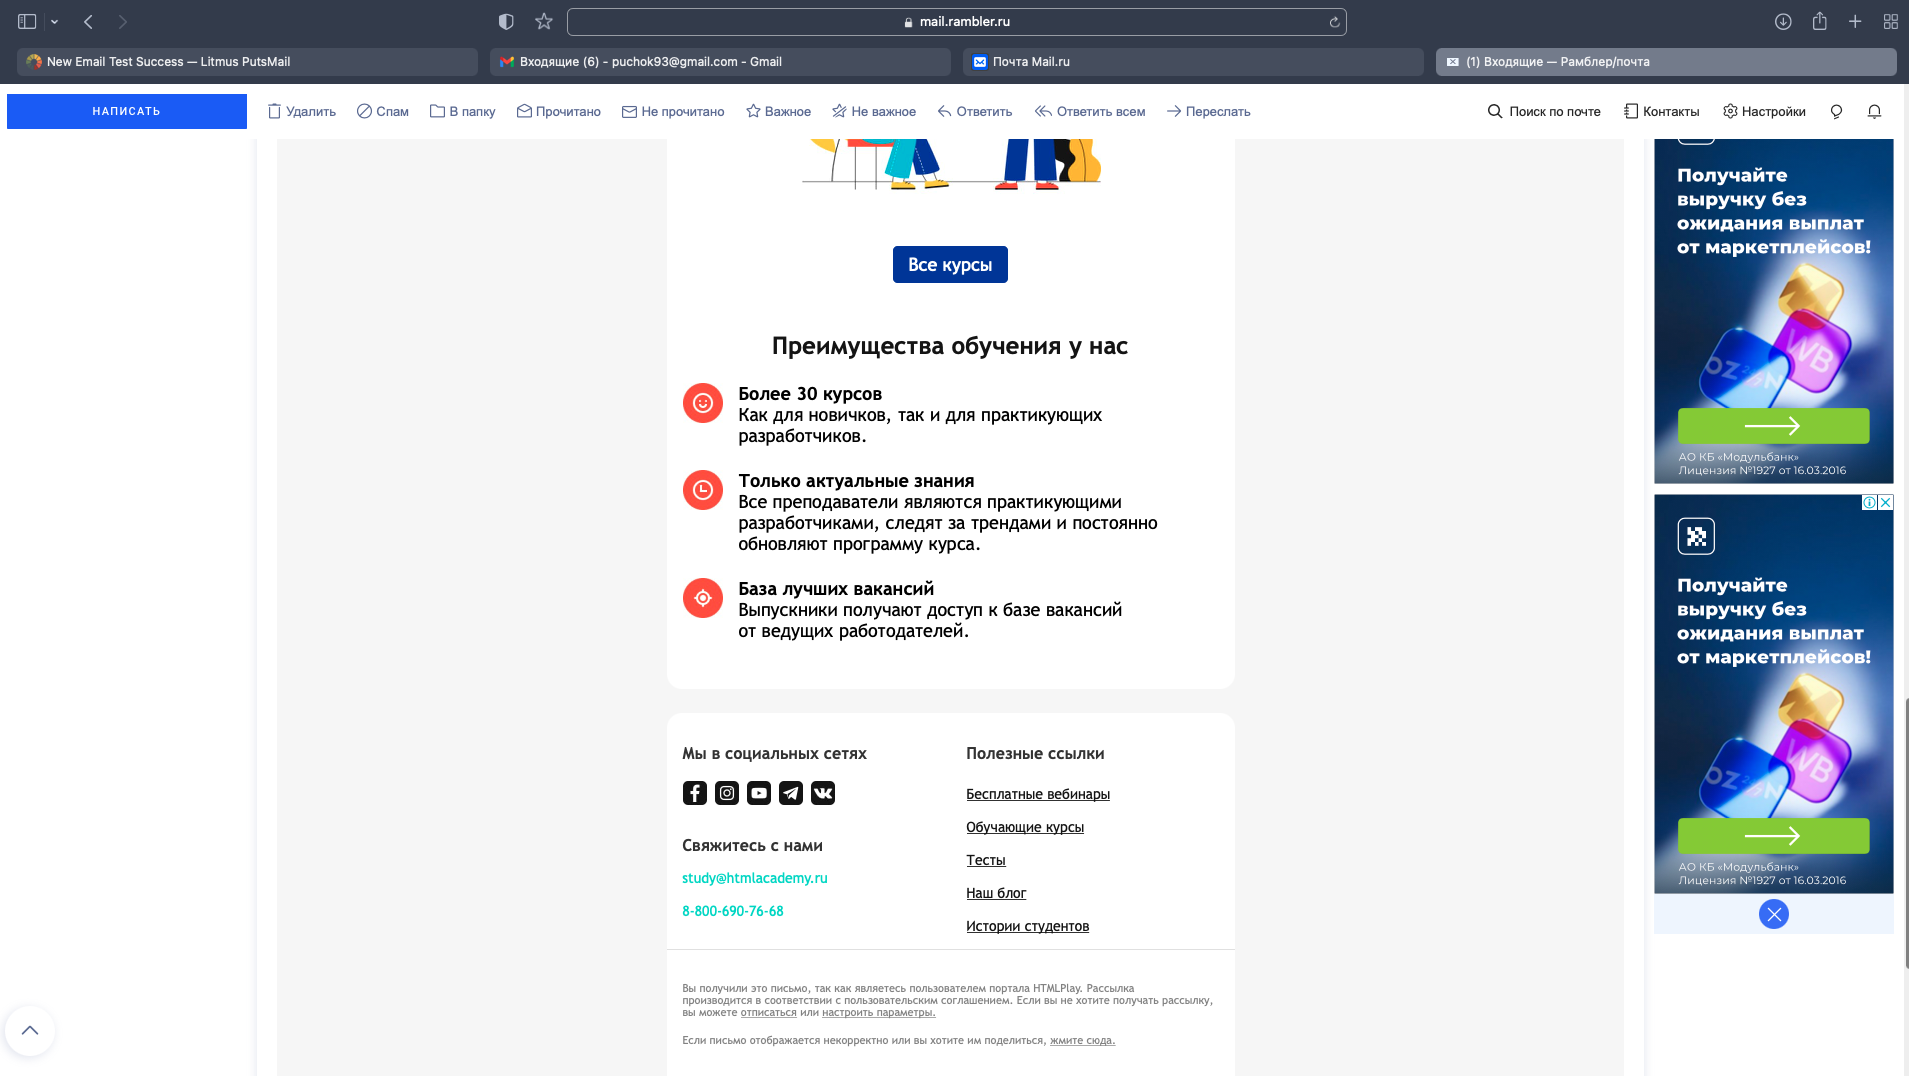 mail.rambler.ru
New Email Test Success — Litmus PutsMail
Входящие (6) - puchok93@gmail.com - Gmail
Почта Mail.ru
(1) Входящие — Рамблер/почта
НАПИСАТЬ
Удалить
Спам
В папку
Прочитано
Не прочитано
Важное
Не важное
Ответить
Ответить всем
Переслать
Поиск по почте
Контакты
Настройки
Все курсы
Преимущества обучения у нас
Более 30 курсов
Как для новичков, так и для практикующих
разработчиков.
Только актуальные знания
Все преподаватели являются практикующими
разработчиками, следят за трендами и постоянно
обновляют программу курса.
База лучших вакансий
Выпускники получают доступ к базе вакансий
от ведущих работодателей.
Мы в социальных сетях
Свяжитесь с нами
study@htmlacademy.ru
8-800-690-76-68
Полезные ссылки
Бесплатные вебинары
Обучающие курсы
Тесты
Наш блог
Истории студентов
Вы получили это письмо, так как являетесь пользователем портала HTMLPlay. Рассылка
производится в соответствии с пользовательским соглашением. Если вы не хотите получать рассылку,
вы можете отписаться или настроить параметры.
Если письмо отображается некорректно или вы хотите им поделиться, жмите сюда.
Получайте
выручку без
ожидания выплат
от маркетплейсов!
WB
АО КБ «Модульбанк»
Лицензия №1927 от 16.03.2016
Получайте
выручку без
ожидания выплат
от маркетплейсов!
WB
АО КБ «Модульбанк»
Лицензия №1927 от 16.03.2016